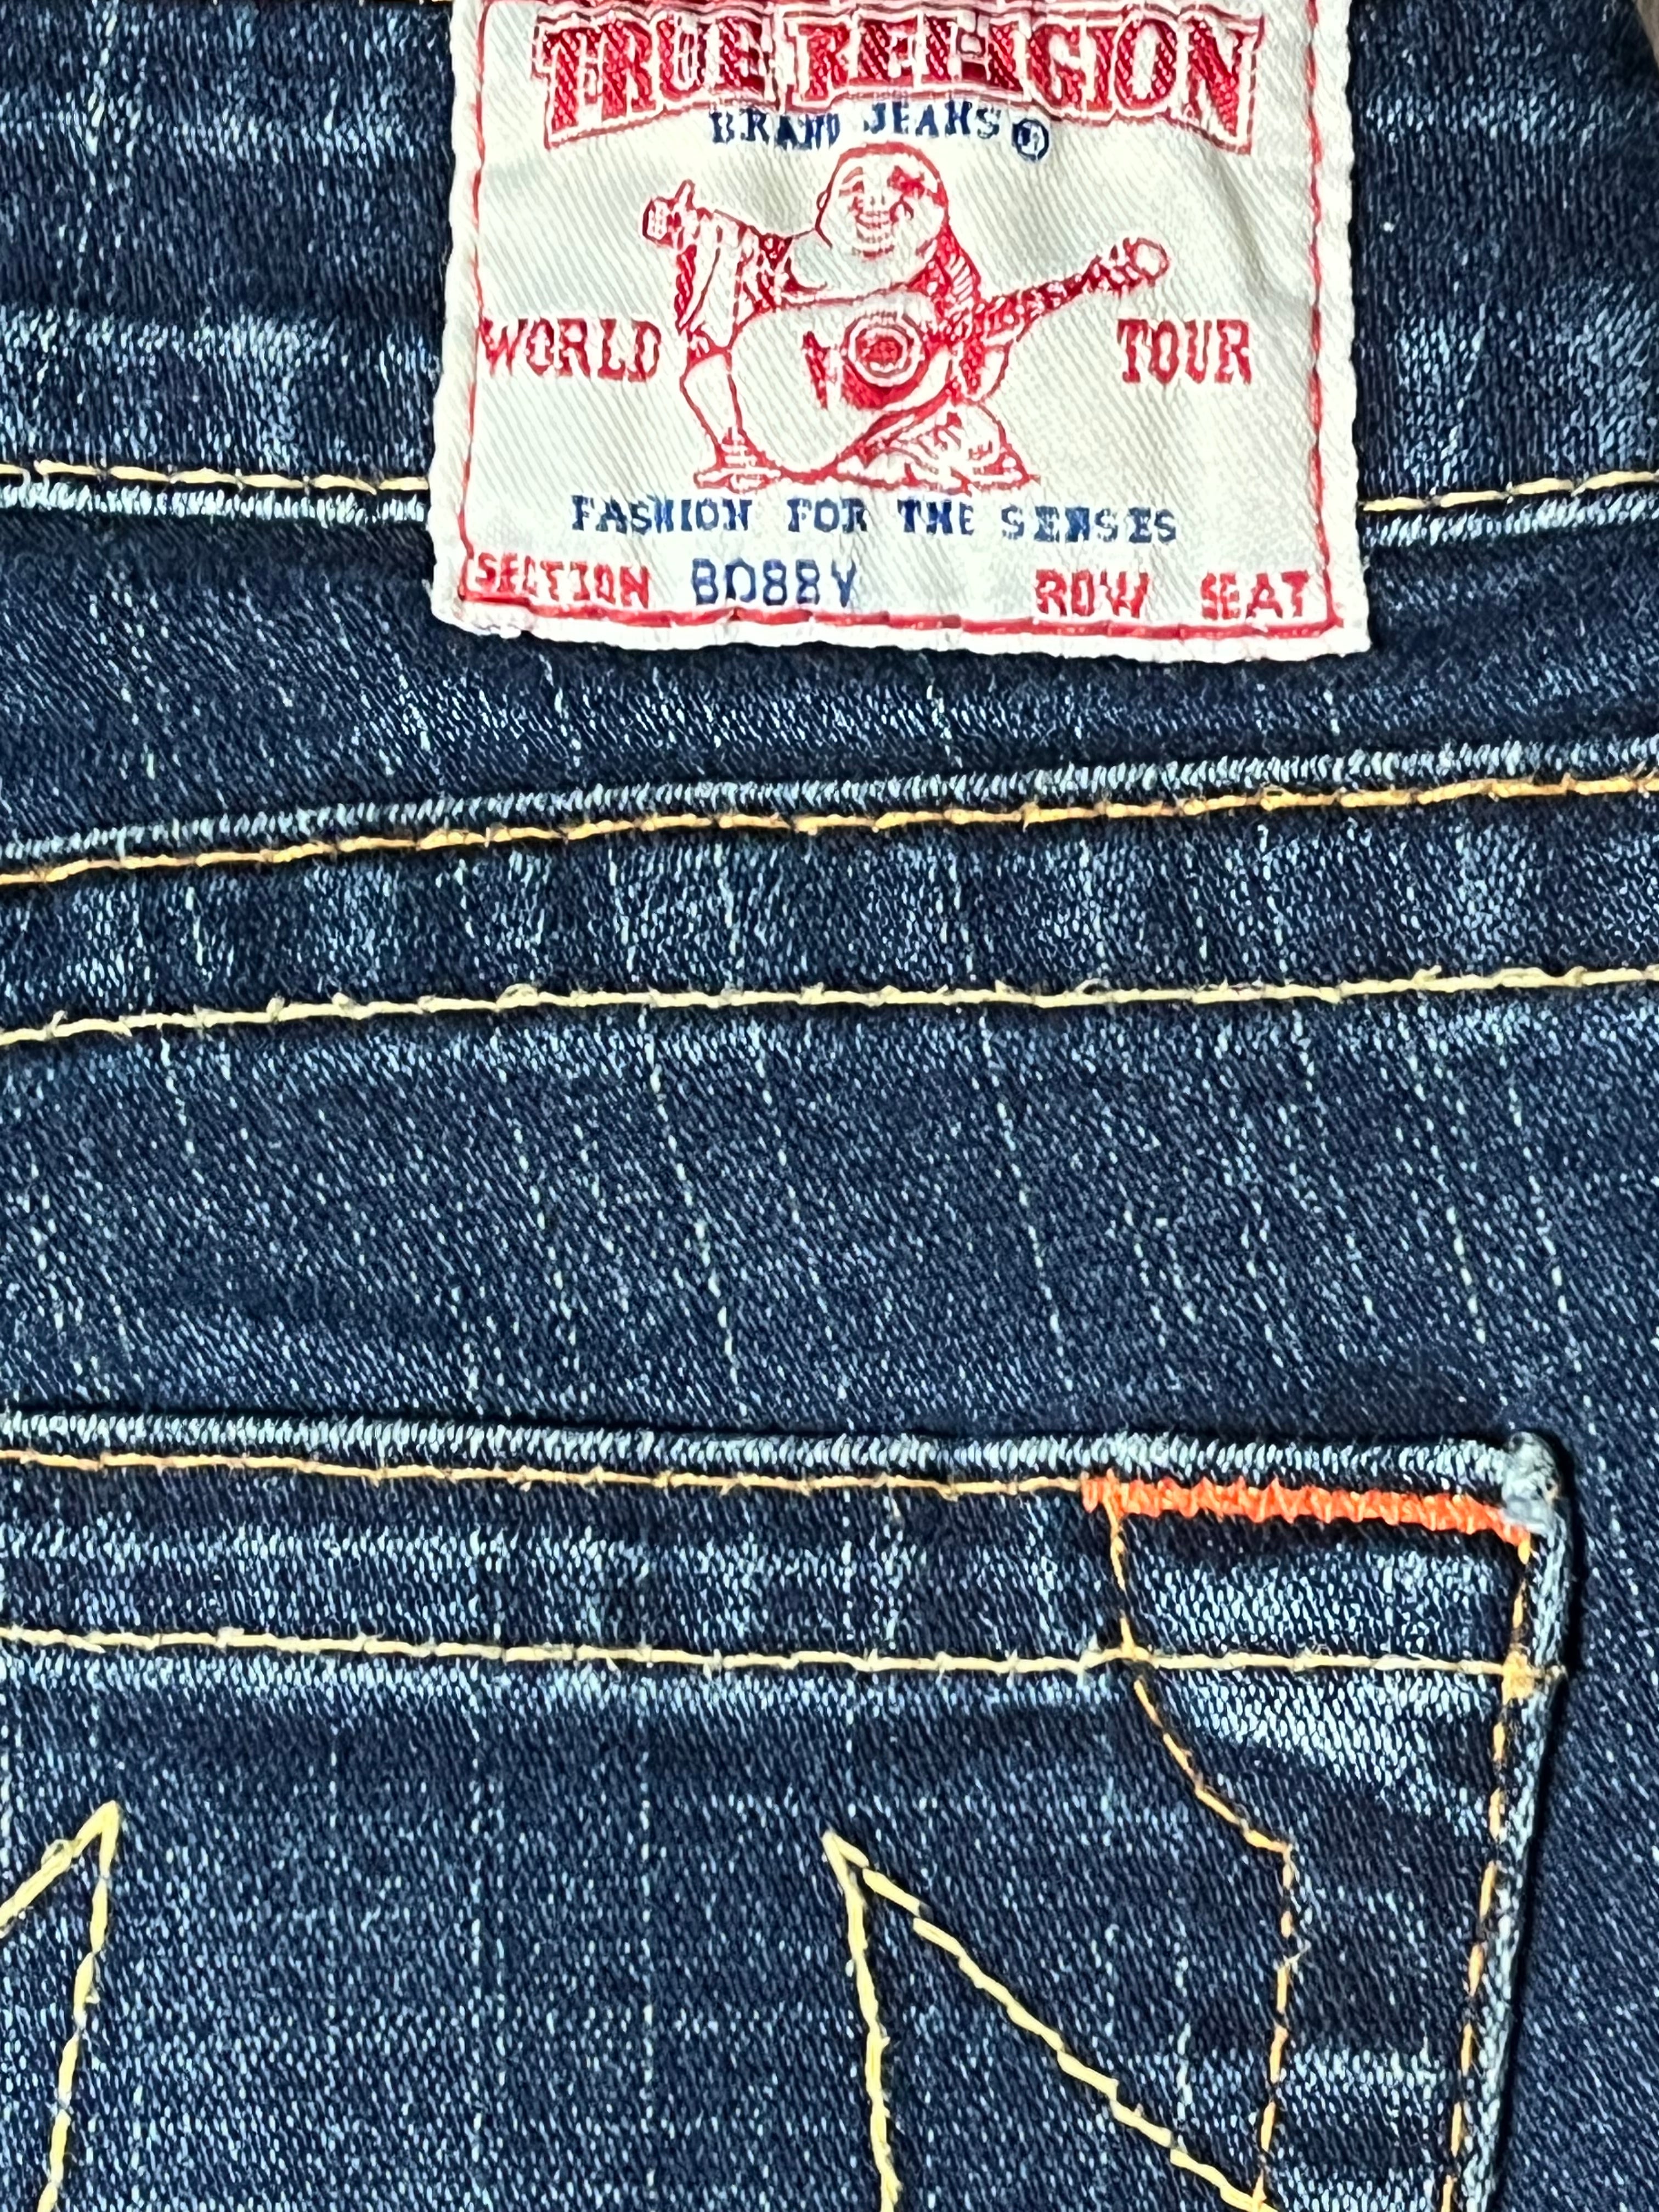 TRUE RELIGION
BRAND JEANS ®
WORLD TOUR
FASHION FOR THE SENSES
SECTION BOBBY ROW SEAT